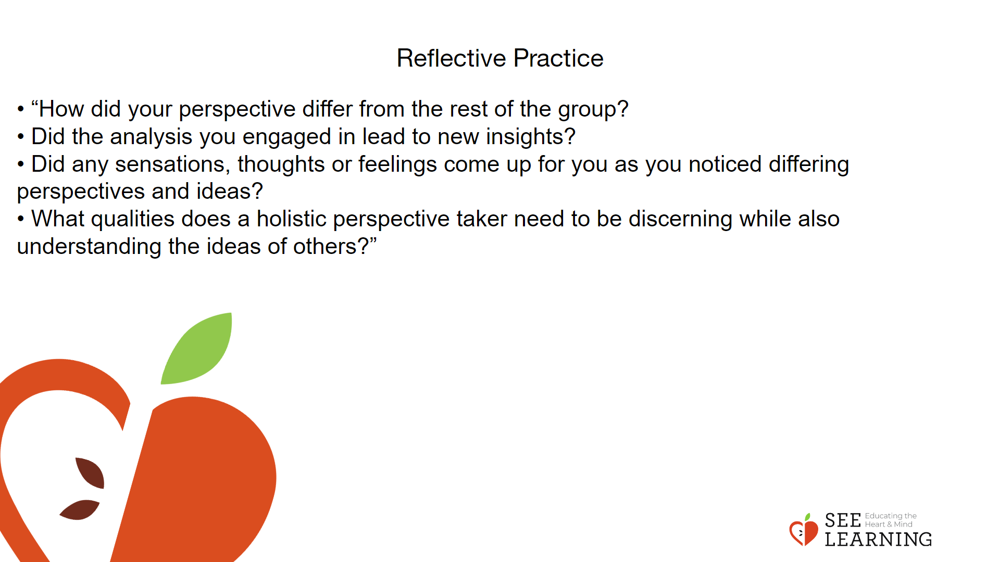 Reflective Practice
• “How did your perspective differ from the rest of the group?
• Did the analysis you engaged in lead to new insights?
• Did any sensations, thoughts or feelings come up for you as you noticed differing
perspectives and ideas?
• What qualities does a holistic perspective taker need to be discerning while also
understanding the ideas of others?”
SEE Educating the
Heart & Mind
LEARNING